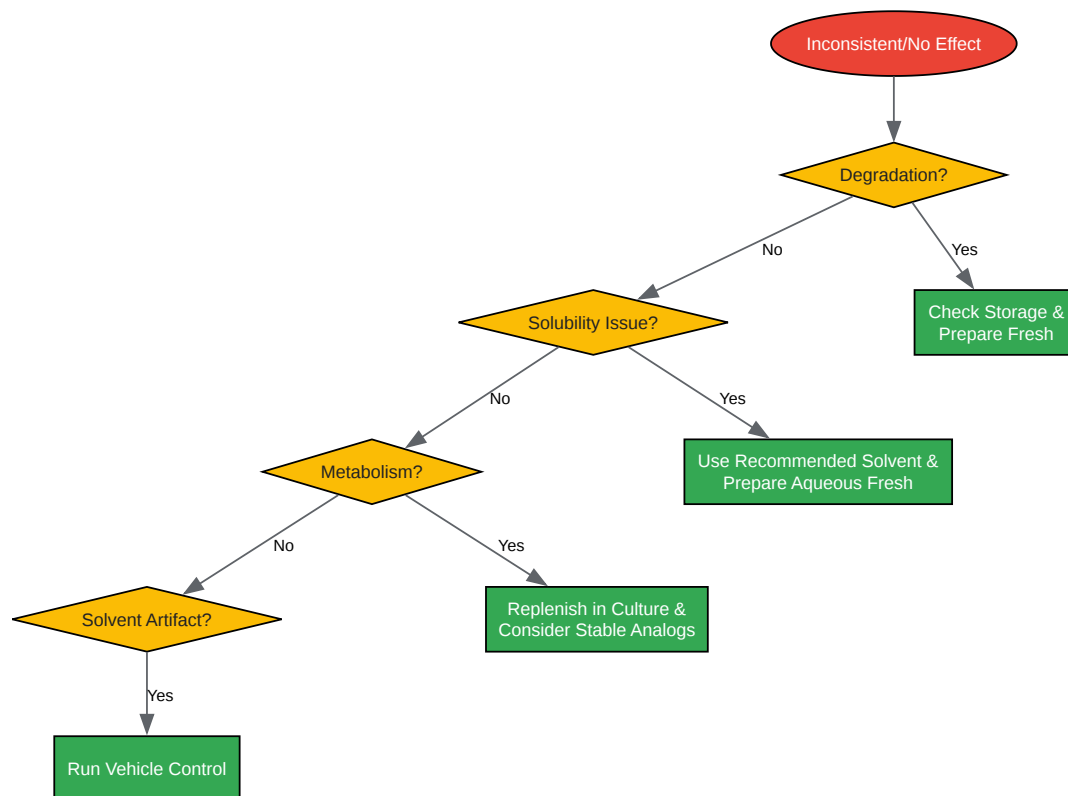 Inconsistent/No Effect
Degradation?
No
Yes
Check Storage &
Prepare Fresh
Solubility Issue?
No
Yes
Use Recommended Solvent &
Prepare Aqueous Fresh
Metabolism?
No
Yes
Replenish in Culture &
Consider Stable Analogs
Solvent Artifact?
Yes
Run Vehicle Control